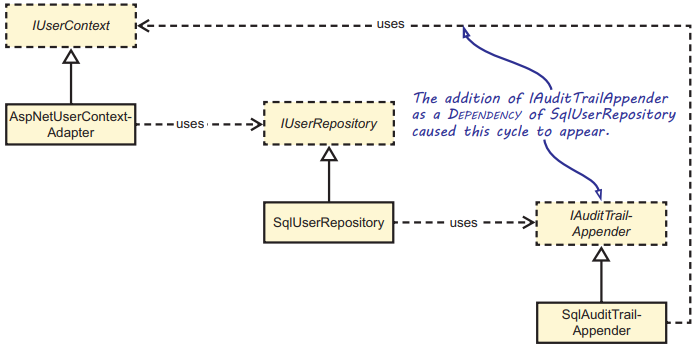 IUserContext
uses
AspNetUserContext-
Adapter
uses
IUserRepository
The addition of IAuditTrailAppender
as a DEPENDENCY of SqlUserRepository
caused this cycle to appear.
SqlUserRepository
uses
IAuditTrail-
Appender
SqlAuditTrail-
Appender